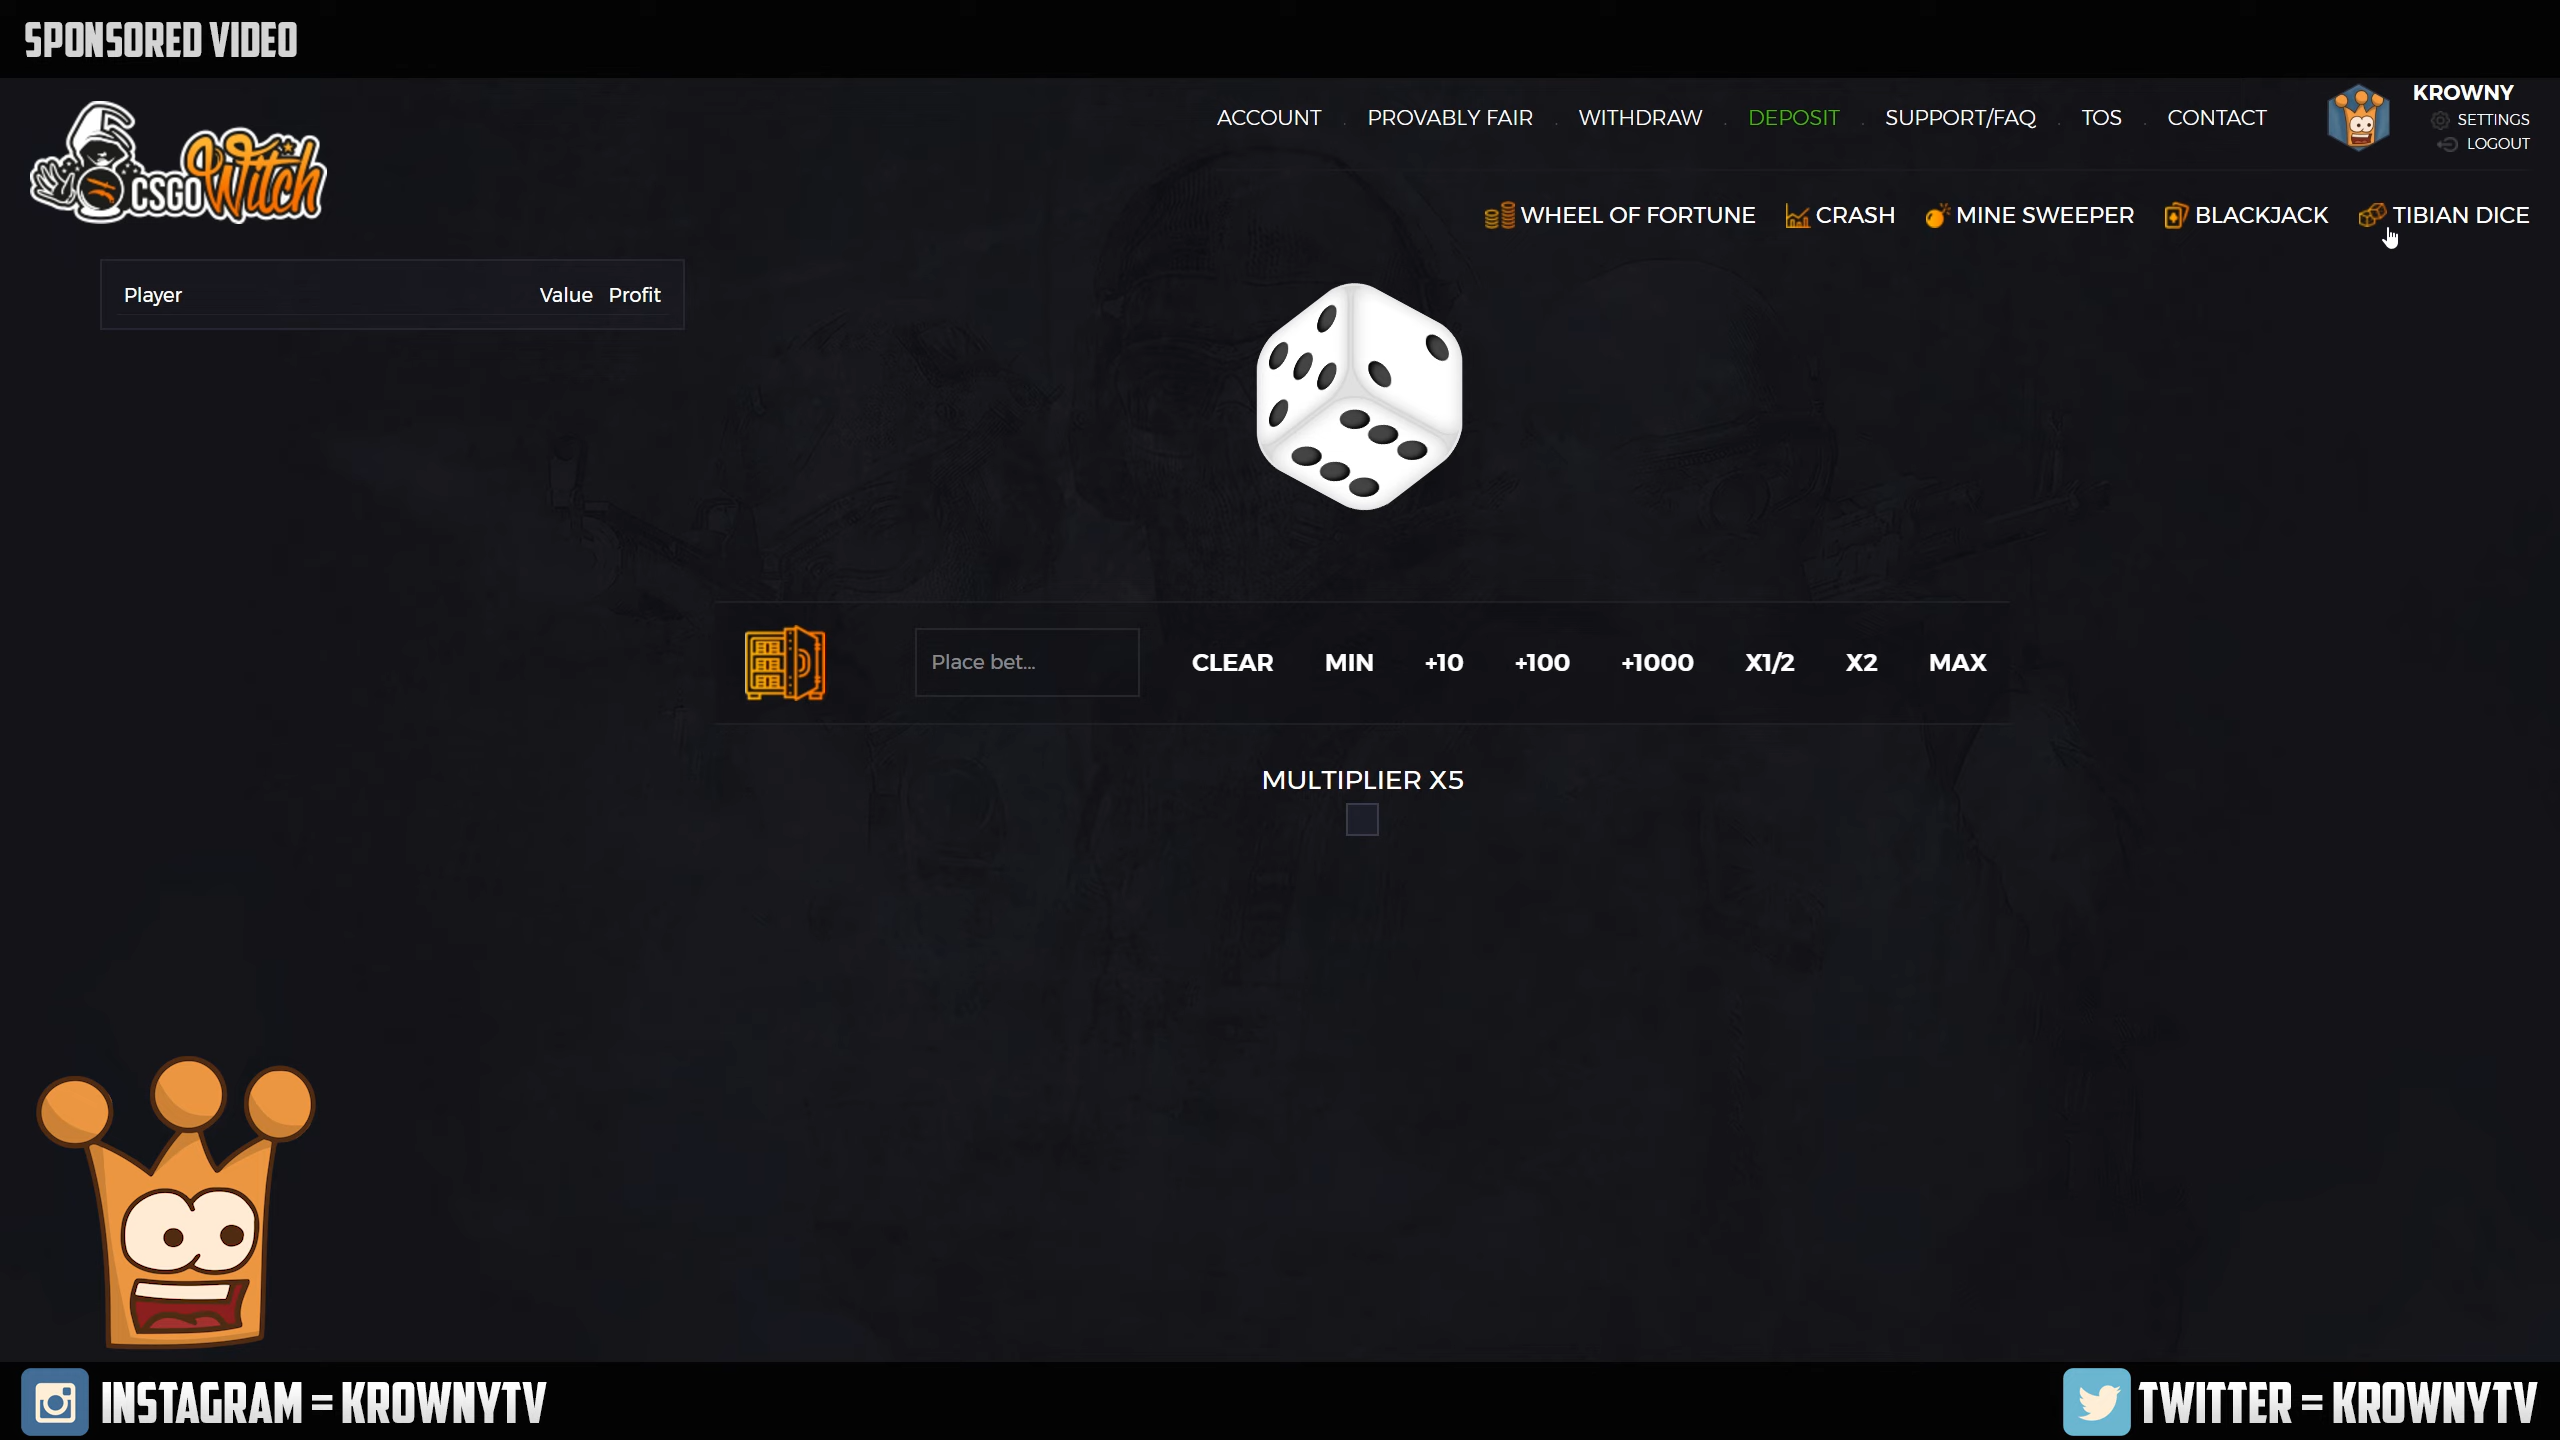 SPONSORED VIDEO
CSGOWitch
ACCOUNT . PROVABLY FAIR . WITHDRAW . DEPOSIT . SUPPORT/FAQ . TOS . CONTACT
KROWNY
SETTINGS
LOGOUT
WHEEL OF FORTUNE CRASH MINE SWEEPER BLACKJACK TIBIAN DICE
Player Value Profit
Place bet... CLEAR MIN +10 +100 +1000 X1/2 X2 MAX
MULTIPLIER X5
INSTAGRAM = KROWNYTV
TWITTER = KROWNYTV